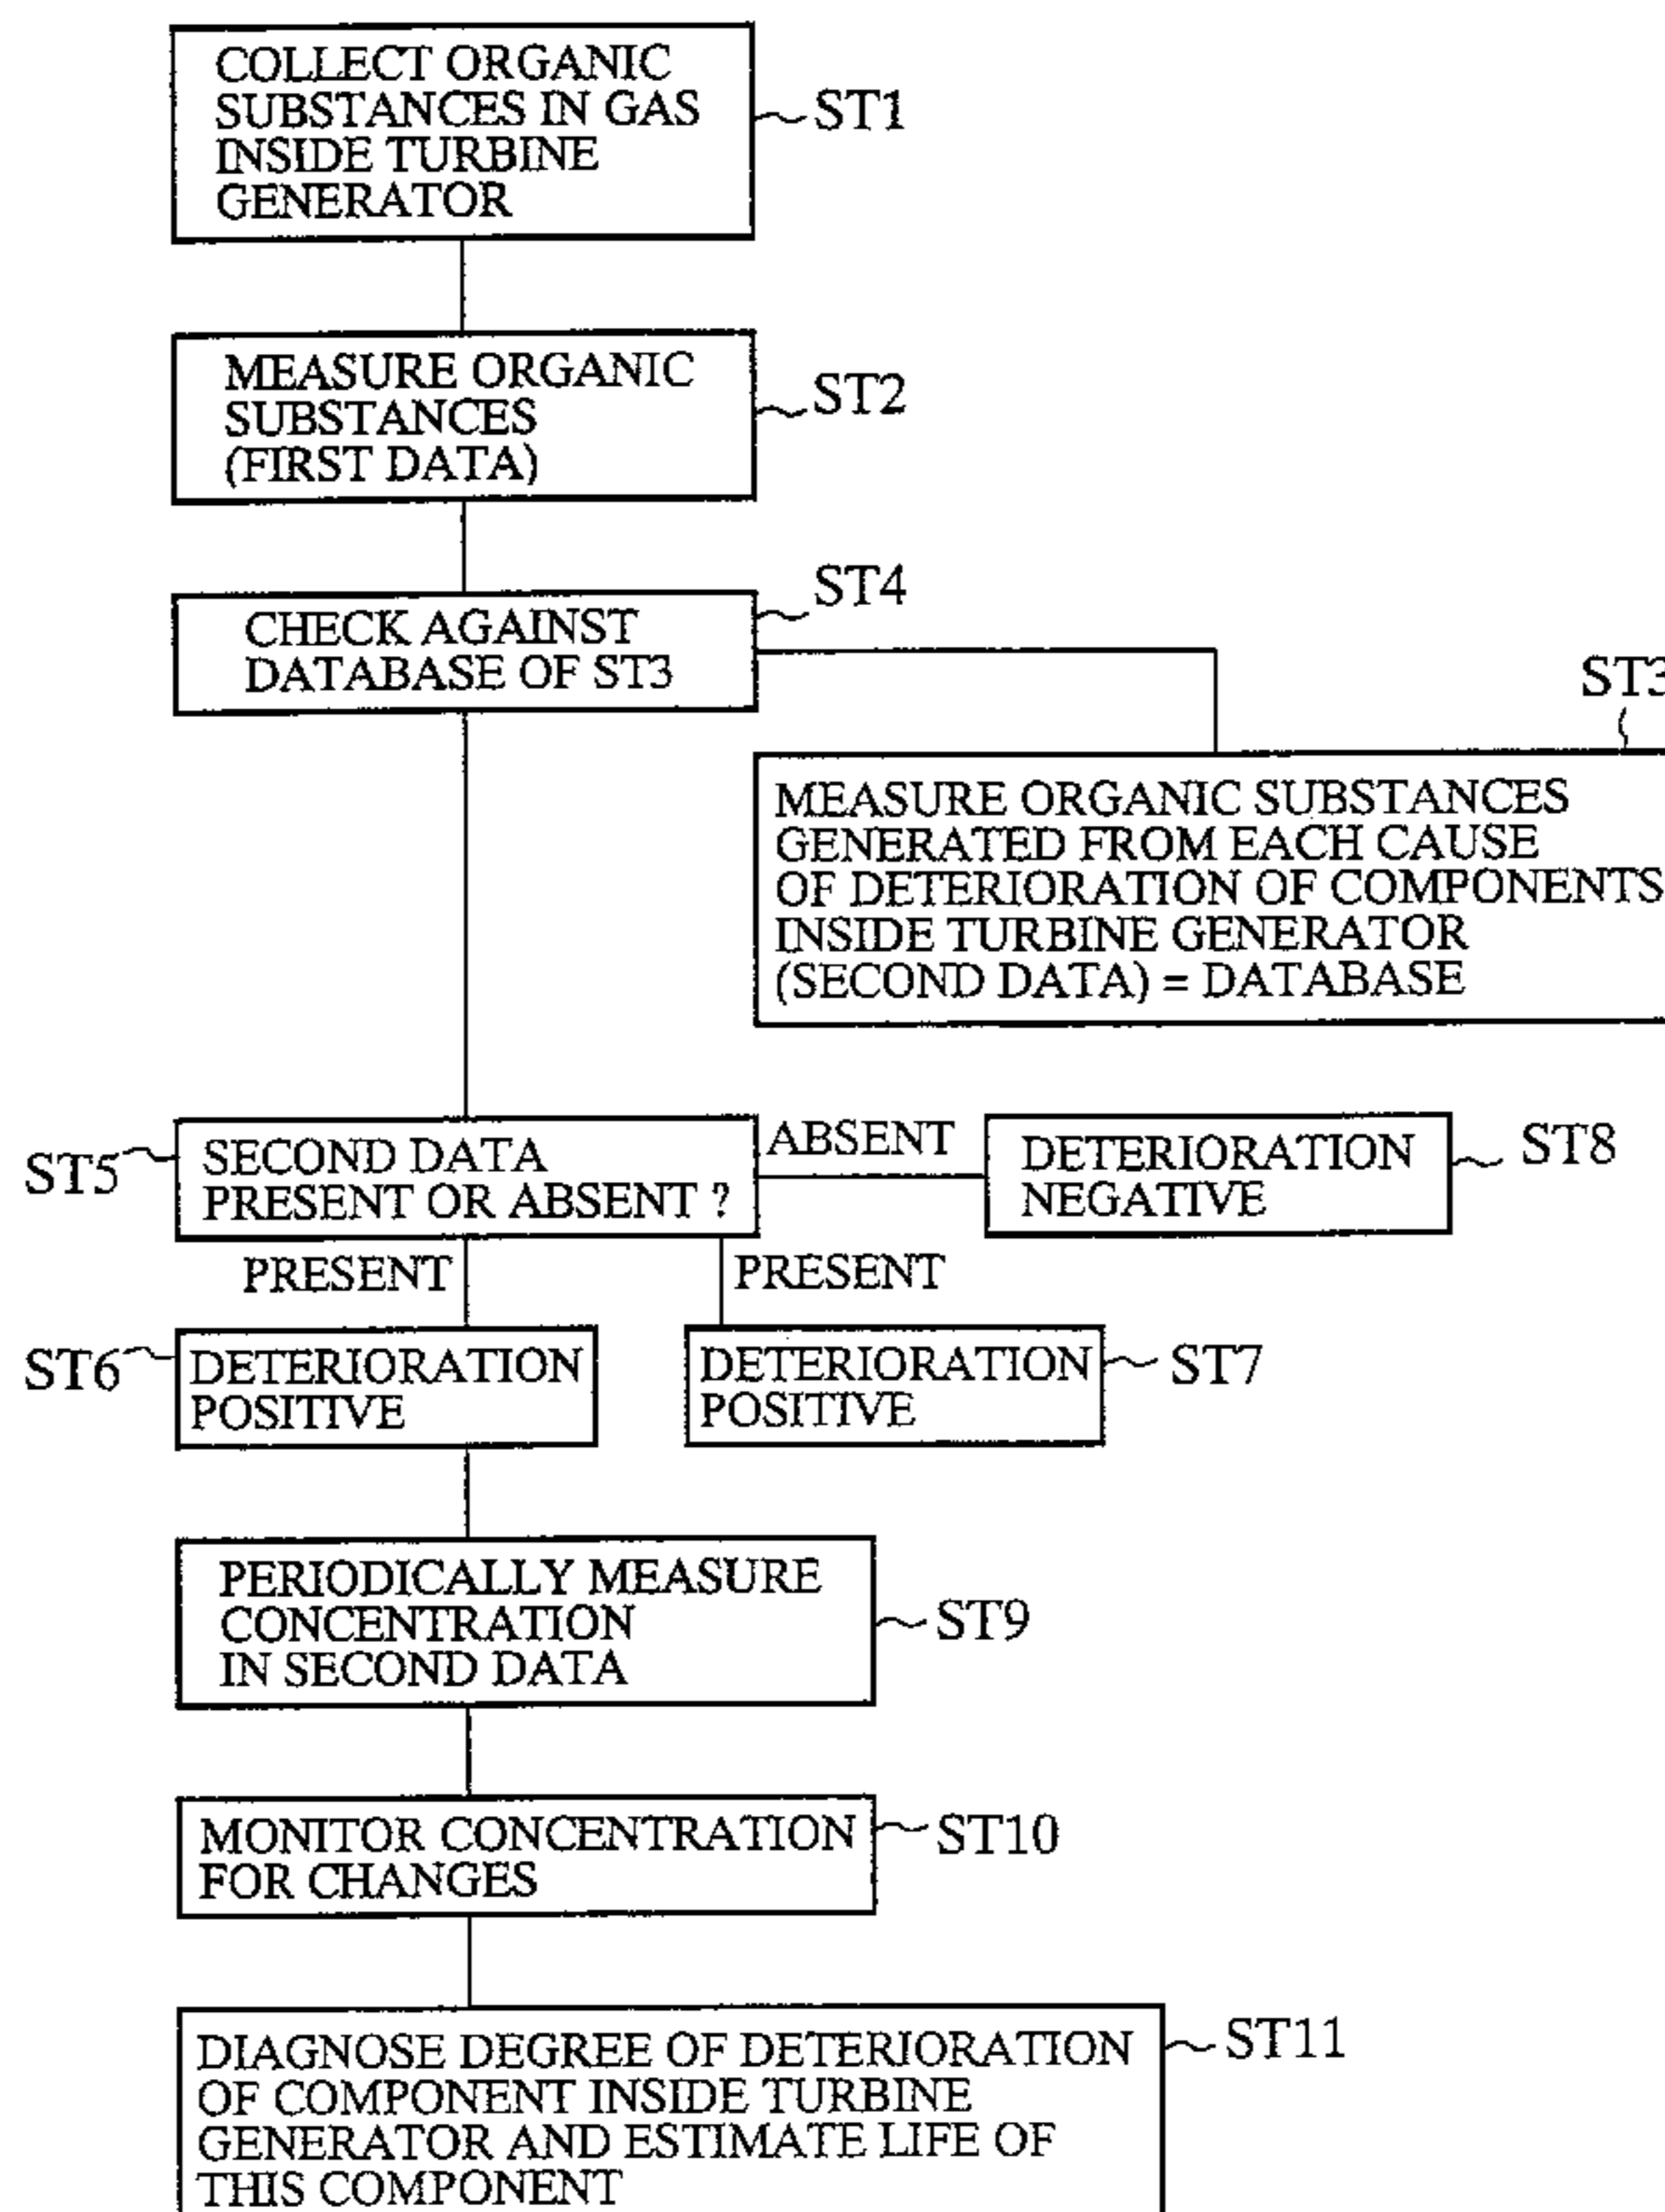 COLLECT ORGANIC
SUBSTANCES IN GAS
INSIDE TURBINE
GENERATOR
ST1
MEASURE ORGANIC
SUBSTANCES
(FIRST DATA)
ST2
ST4
CHECK AGAINST
DATABASE OF ST3
ST3
MEASURE ORGANIC SUBSTANCES
GENERATED FROM EACH CAUSE
OF DETERIORATION OF COMPONENTS
INSIDE TURBINE GENERATOR
(SECOND DATA) = DATABASE
ST5
SECOND DATA
PRESENT OR ABSENT ?
ABSENT
DETERIORATION
NEGATIVE
ST8
PRESENT
PRESENT
ST6
DETERIORATION
POSITIVE
DETERIORATION
POSITIVE
ST7
PERIODICALLY MEASURE
CONCENTRATION
IN SECOND DATA
ST9
MONITOR CONCENTRATION
FOR CHANGES
ST10
DIAGNOSE DEGREE OF DETERIORATION
OF COMPONENT INSIDE TURBINE
GENERATOR AND ESTIMATE LIFE OF
THIS COMPONENT
ST11